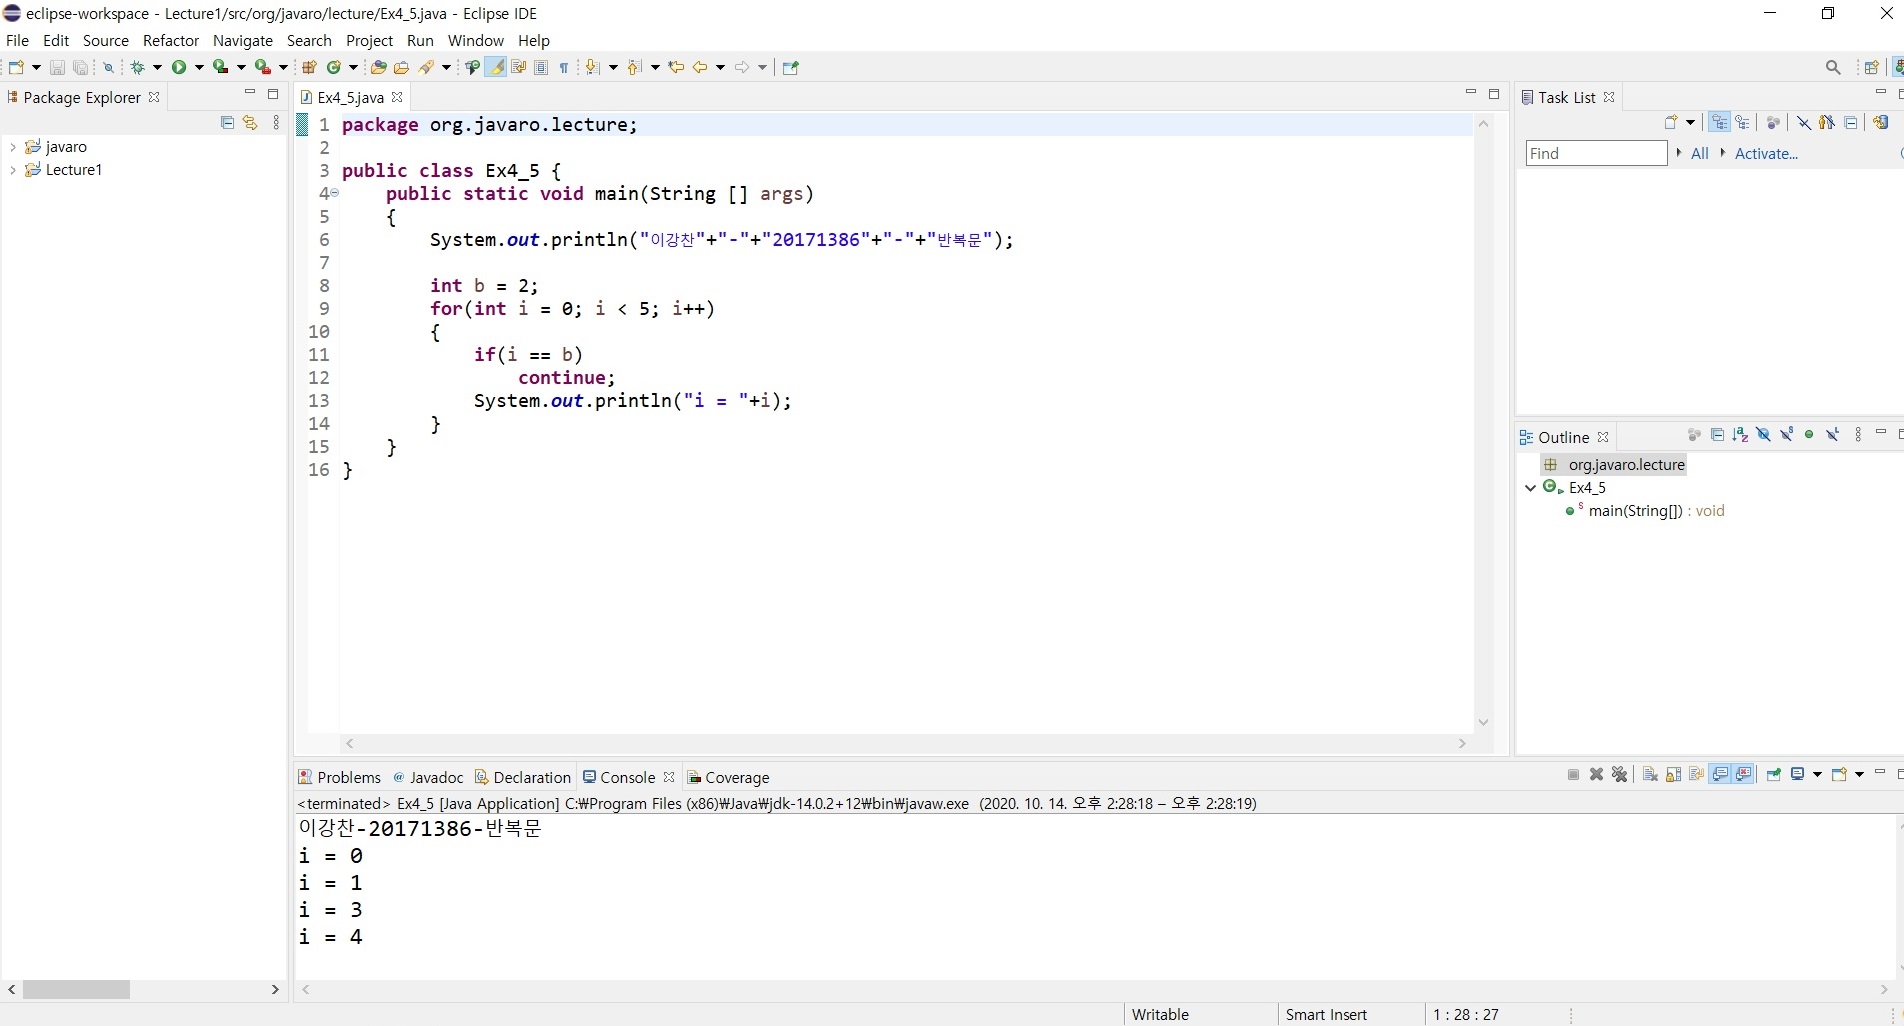 eclipse-workspace - Lecture1/src/org/javaro/lecture/Ex4_5.java - Eclipse IDE
File Edit Source Refactor Navigate Search Project Run Window Help
Package Explorer
javaro
Lecture1
Ex4_5.java
1 package org.javaro.lecture;
2
3 public class Ex4_5 {
4 public static void main(String [] args)
5 {
6 System.out.println("이강찬"+"-"+"20171386"+"-"+"반복문");
7
8 int b = 2;
9 for(int i = 0; i < 5; i++)
10 {
11 if(i == b)
12 continue;
13 System.out.println("i = "+i);
14 }
15 }
16 }
Task List
Find All Activate...
Outline
org.javaro.lecture
Ex4_5
main(String[]) : void
Problems Javadoc Declaration Console Coverage
<terminated> Ex4_5 [Java Application] C:₩Program Files (x86)₩Java₩jdk-14.0.2+12₩bin₩javaw.exe (2020. 10. 14. 오후 2:28:18 – 오후 2:28:19)
이강찬-20171386-반복문
i = 0
i = 1
i = 3
i = 4
Writable Smart Insert 1 : 28 : 27